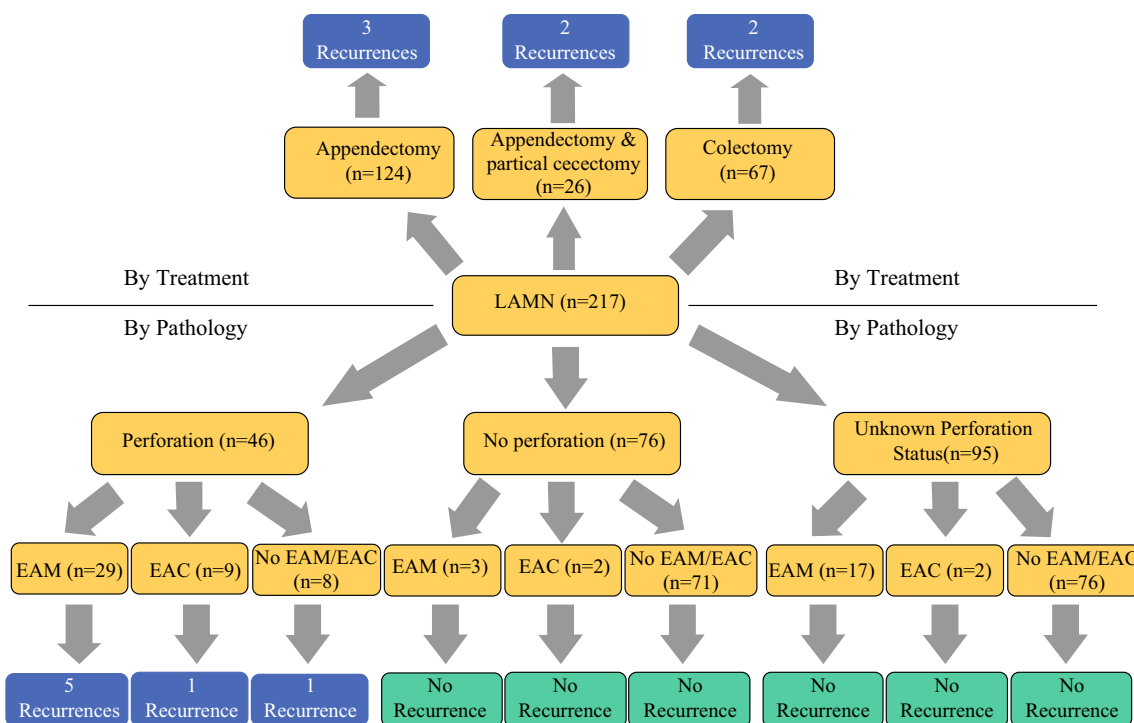 3
Recurrences
2
Recurrences
2
Recurrences
Appendectomy
(n=124)
Appendectomy &
partical cecectomy
(n=26)
Colectomy
(n=67)
By Treatment
LAMN (n=217)
By Treatment
By Pathology
By Pathology
Perforation (n=46)
No perforation (n=76)
Unknown Perforation
Status(n=95)
EAM (n=29)
EAC (n=9)
No EAM/EAC
(n=8)
EAM (n=3)
EAC (n=2)
No EAM/EAC
(n=71)
EAM (n=17)
EAC (n=2)
No EAM/EAC
(n=76)
5
Recurrences
1
Recurrence
1
Recurrence
No
Recurrence
No
Recurrence
No
Recurrence
No
Recurrence
No
Recurrence
No
Recurrence